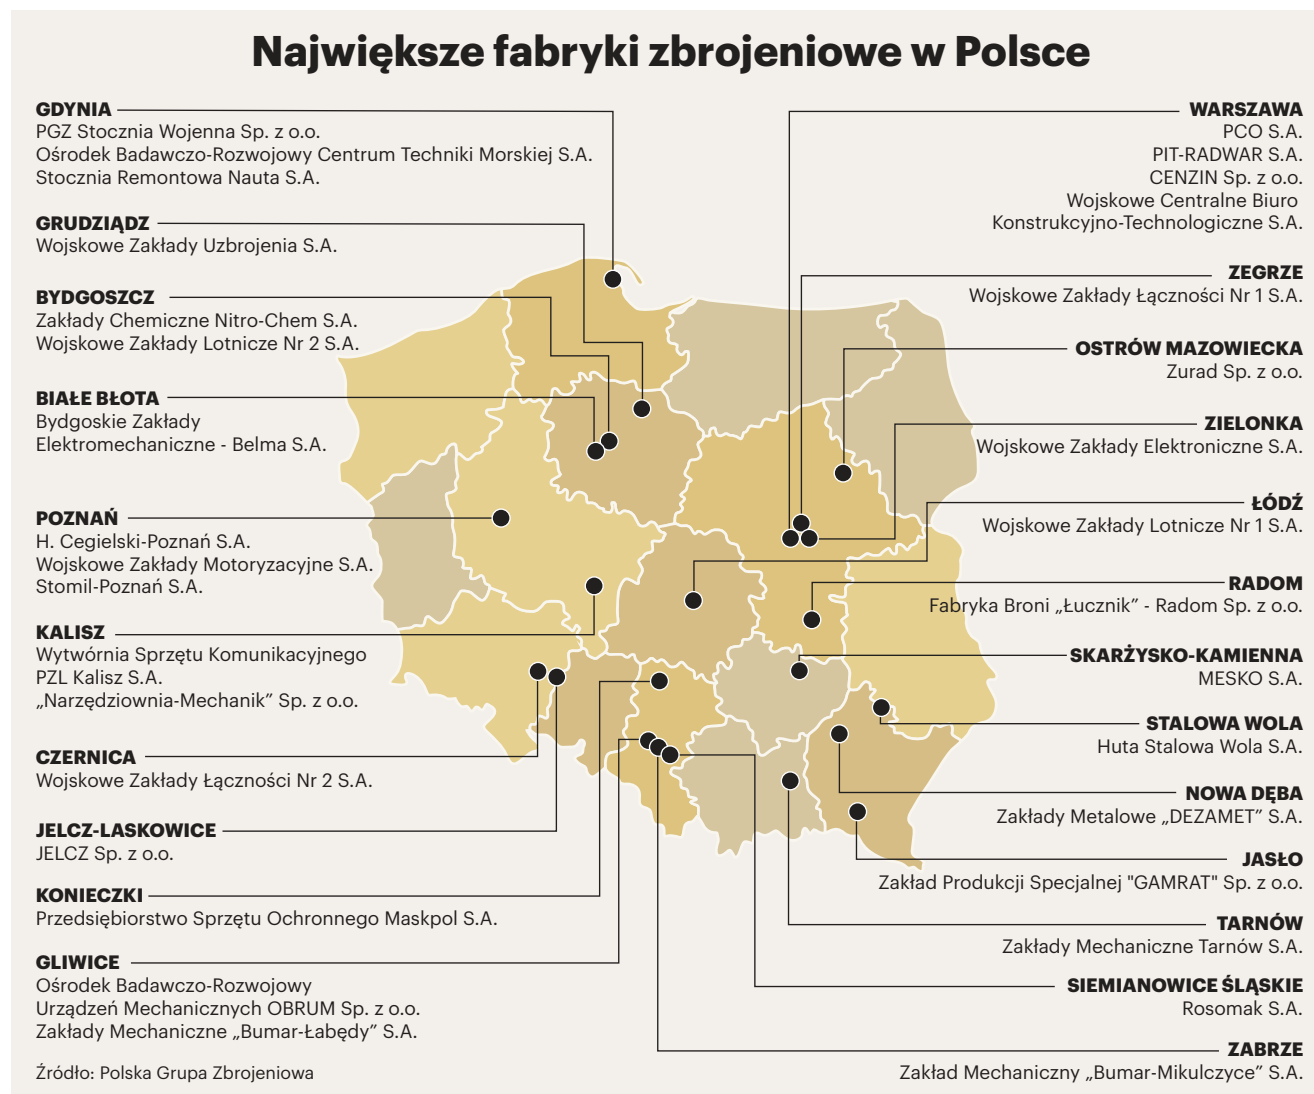 Największe fabryki zbrojeniowe w Polsce
GDYNIA
PGZ Stocznia Wojenna Sp. z o.o.
Ośrodek Badawczo-Rozwojowy Centrum Techniki Morskiej S.A.
Stocznia Remontowa Nauta S.A.
GRUDZIĄDZ
Wojskowe Zakłady Uzbrojenia S.A.
BYDGOSZCZ
Zakłady Chemiczne Nitro-Chem S.A.
Wojskowe Zakłady Lotnicze Nr 2 S.A.
BIAŁE BŁOTA
Bydgoskie Zakłady
Elektromechaniczne - Belma S.A.
POZNAŃ
H. Cegielski-Poznań S.A.
Wojskowe Zakłady Motoryzacyjne S.A.
Stomil-Poznań S.A.
KALISZ
Wytwórnia Sprzętu Komunikacyjnego
PZL Kalisz S.A.
„Narzędziownia-Mechanik” Sp. z o.o.
CZERNICA
Wojskowe Zakłady Łączności Nr 2 S.A.
JELCZ-LASKOWICE
JELCZ Sp. z o.o.
KONIECZKI
Przedsiębiorstwo Sprzętu Ochronnego Maskpol S.A.
GLIWICE
Ośrodek Badawczo-Rozwojowy
Urządzeń Mechanicznych OBRUM Sp. z o.o.
Zakłady Mechaniczne „Bumar-Łabędy” S.A.
Źródło: Polska Grupa Zbrojeniowa
WARSZAWA
PCO S.A.
PIT-RADWAR S.A.
CENZIN Sp. z o.o.
Wojskowe Centralne Biuro
Konstrukcyjno-Technologiczne S.A.
ZEGRZE
Wojskowe Zakłady Łączności Nr 1 S.A.
OSTRÓW MAZOWIECKA
Zurad Sp. z o.o.
ZIELONKA
Wojskowe Zakłady Elektroniczne S.A.
ŁÓDŹ
Wojskowe Zakłady Lotnicze Nr 1 S.A.
RADOM
Fabryka Broni „Łucznik” - Radom Sp. z o.o.
SKARŻYSKO-KAMIENNA
MESKO S.A.
STALOWA WOLA
Huta Stalowa Wola S.A.
NOWA DĘBA
Zakłady Metalowe „DEZAMET” S.A.
JASŁO
Zakład Produkcji Specjalnej "GAMRAT" Sp. z o.o.
TARNÓW
Zakłady Mechaniczne Tarnów S.A.
SIEMIANOWICE ŚLĄSKIE
Rosomak S.A.
ZABRZE
Zakład Mechaniczny „Bumar-Mikulczyce” S.A.